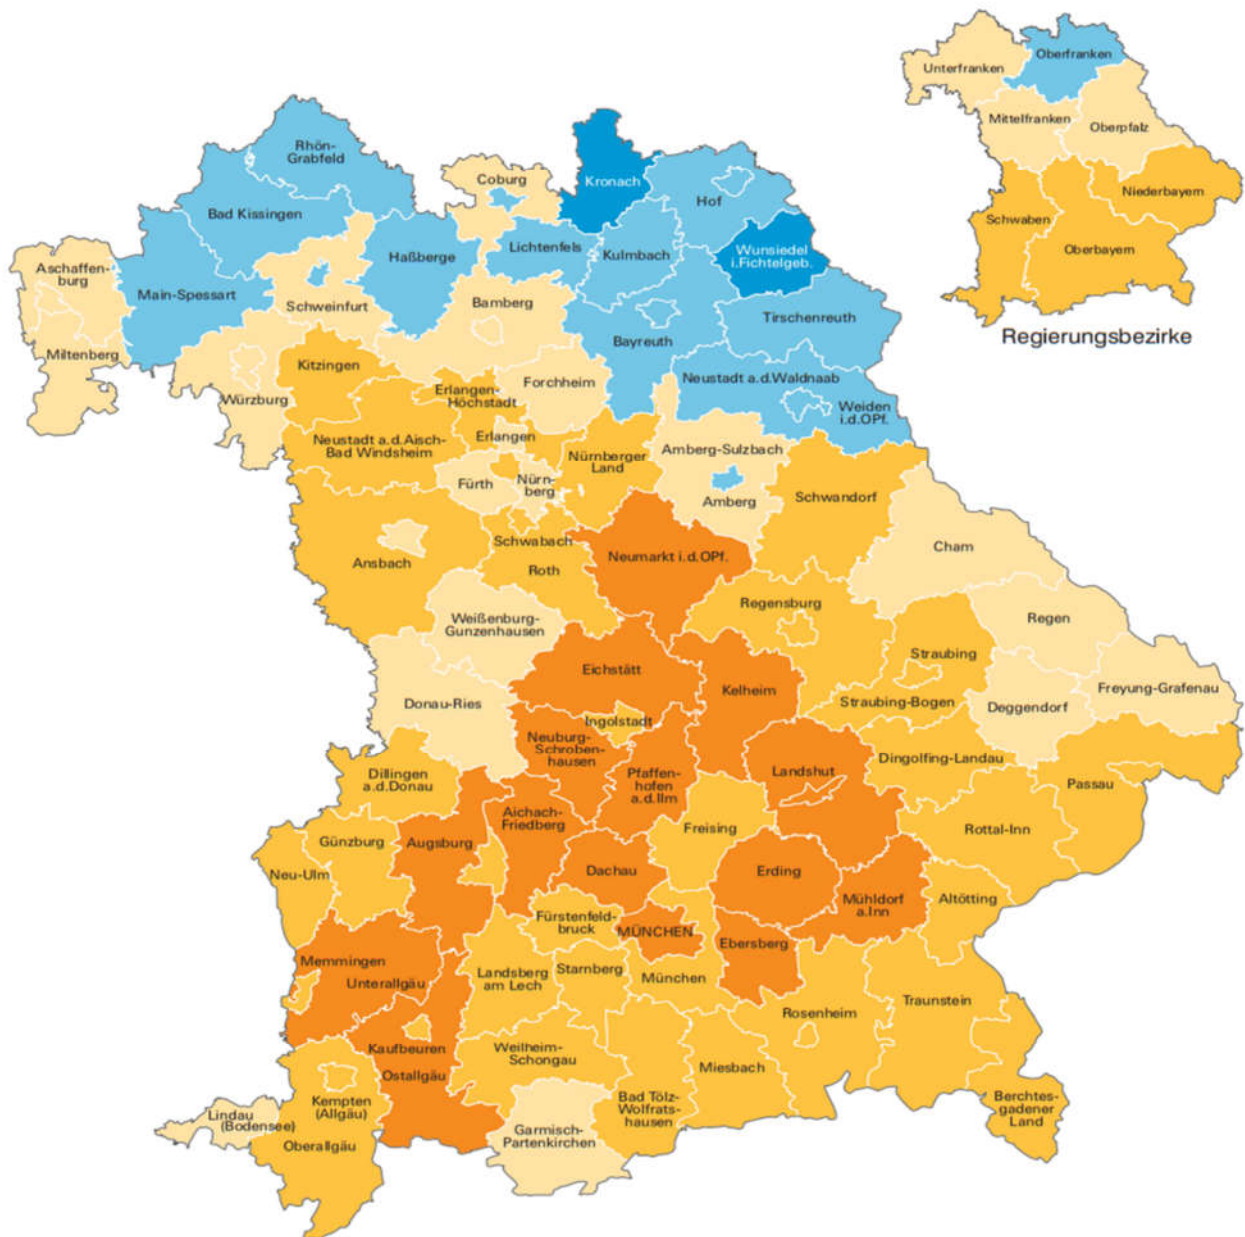 Oberfranken
Unterfranken
Mittelfranken
Oberpfalz
Niederbayern
Schwaben
Oberbayern
Regierungsbezirke
Rhön-
Grabfeld
Coburg
Kronach
Hof
Bad Kissingen
Lichtenfels
Kulmbach
Wunsiedel
i.Fichtelgeb.
Haßberge
Aschaffen-
burg
Main-Spessart
Schweinfurt
Bamberg
Tirschenreuth
Bayreuth
Miltenberg
Kitzingen
Forchheim
Neustadt a.d.Waldnaab
Würzburg
Erlangen-
Höchstadt
Weiden
i.d.OPf.
Neustadt a.d.Aisch-
Bad Windsheim
Erlangen
Nürnberger
Land
Amberg-Sulzbach
Fürth
Nürn-
berg
Amberg
Schwandorf
Schwabach
Ansbach
Roth
Neumarkt i.d.OPf.
Cham
Regensburg
Weißenburg-
Gunzenhausen
Regen
Straubing
Eichstätt
Kelheim
Freyung-Grafenau
Donau-Ries
Straubing-Bogen
Deggendorf
Ingolstadt
Neuburg-
Schroben-
hausen
Dillingen
a.d.Donau
Pfaffen-
hofen
a.d.Ilm
Landshut
Dingolfing-Landau
Passau
Aichach-
Friedberg
Günzburg
Augsburg
Freising
Rottal-Inn
Neu-Ulm
Dachau
Erding
Mühldorf
a.Inn
Altötting
Fürstenfeld-
bruck
MÜNCHEN
Ebersberg
Memmingen
Unterallgäu
Landsberg
am Lech
Starnberg
München
Traunstein
Rosenheim
Kaufbeuren
Ostallgäu
Weilheim-
Schongau
Miesbach
Kempten
(Allgäu)
Bad Tölz-
Wolfrats-
hausen
Berchtes-
gadener
Land
Lindau
(Bodensee)
Oberallgäu
Garmisch-
Partenkirchen